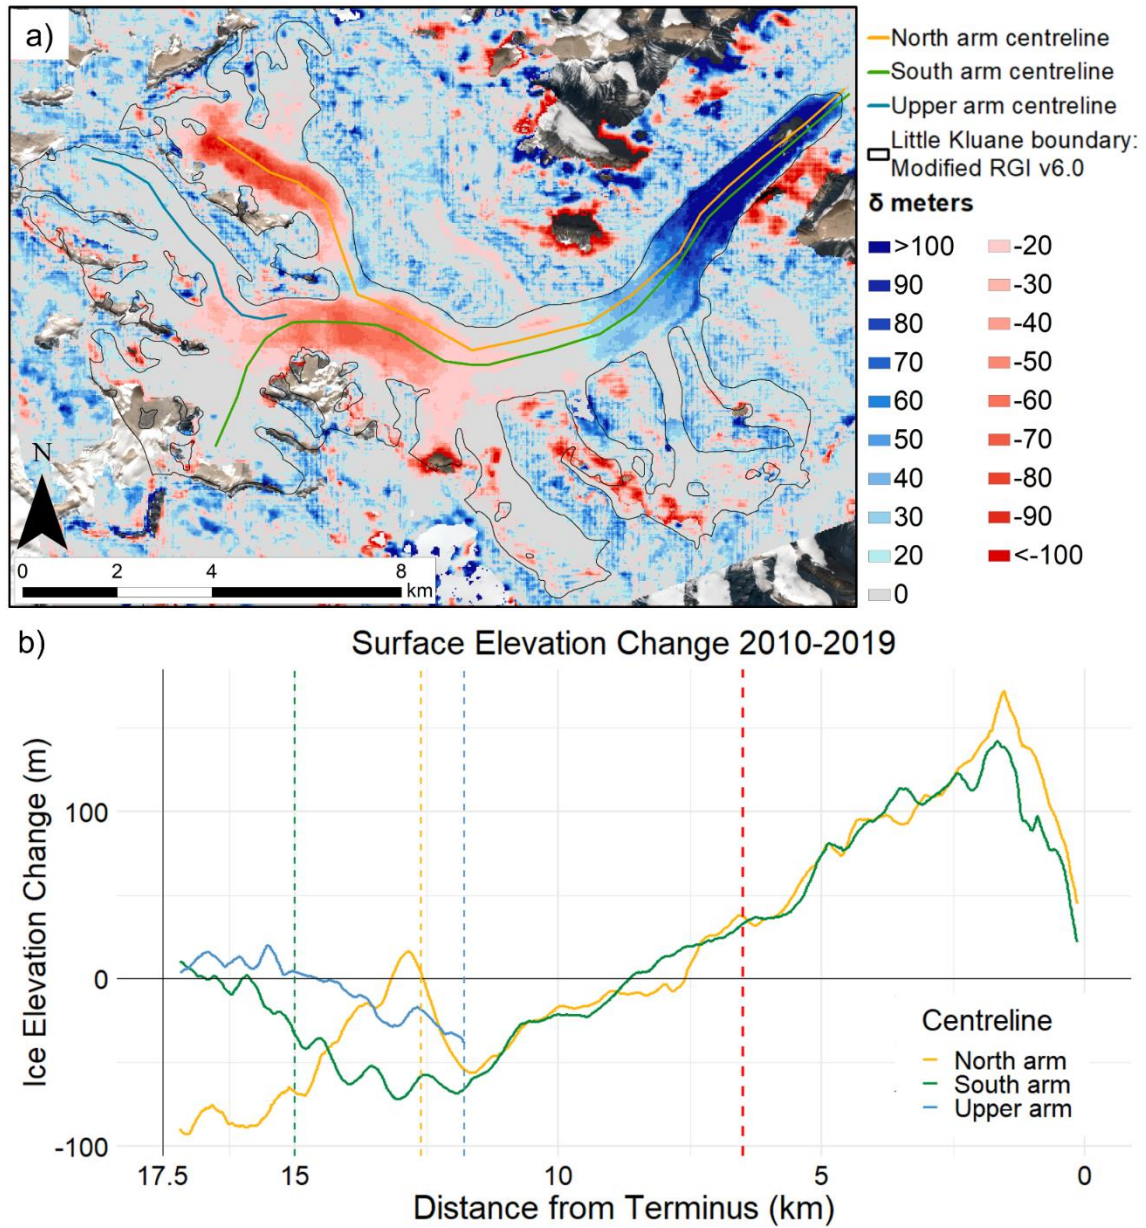 a)
North arm centreline
South arm centreline
Upper arm centreline
Little Kluane boundary:
Modified RGI v6.0
δ meters
>100 -20
90 -30
80 -40
70 -50
60 -60
50 -70
40 -80
30 -90
20 <-100
0
N
0 2 4 8
km
b) Surface Elevation Change 2010-2019
Ice Elevation Change (m)
100
0
-100
17.5 15 10 5 0
Distance from Terminus (km)
Centreline
North arm
South arm
Upper arm